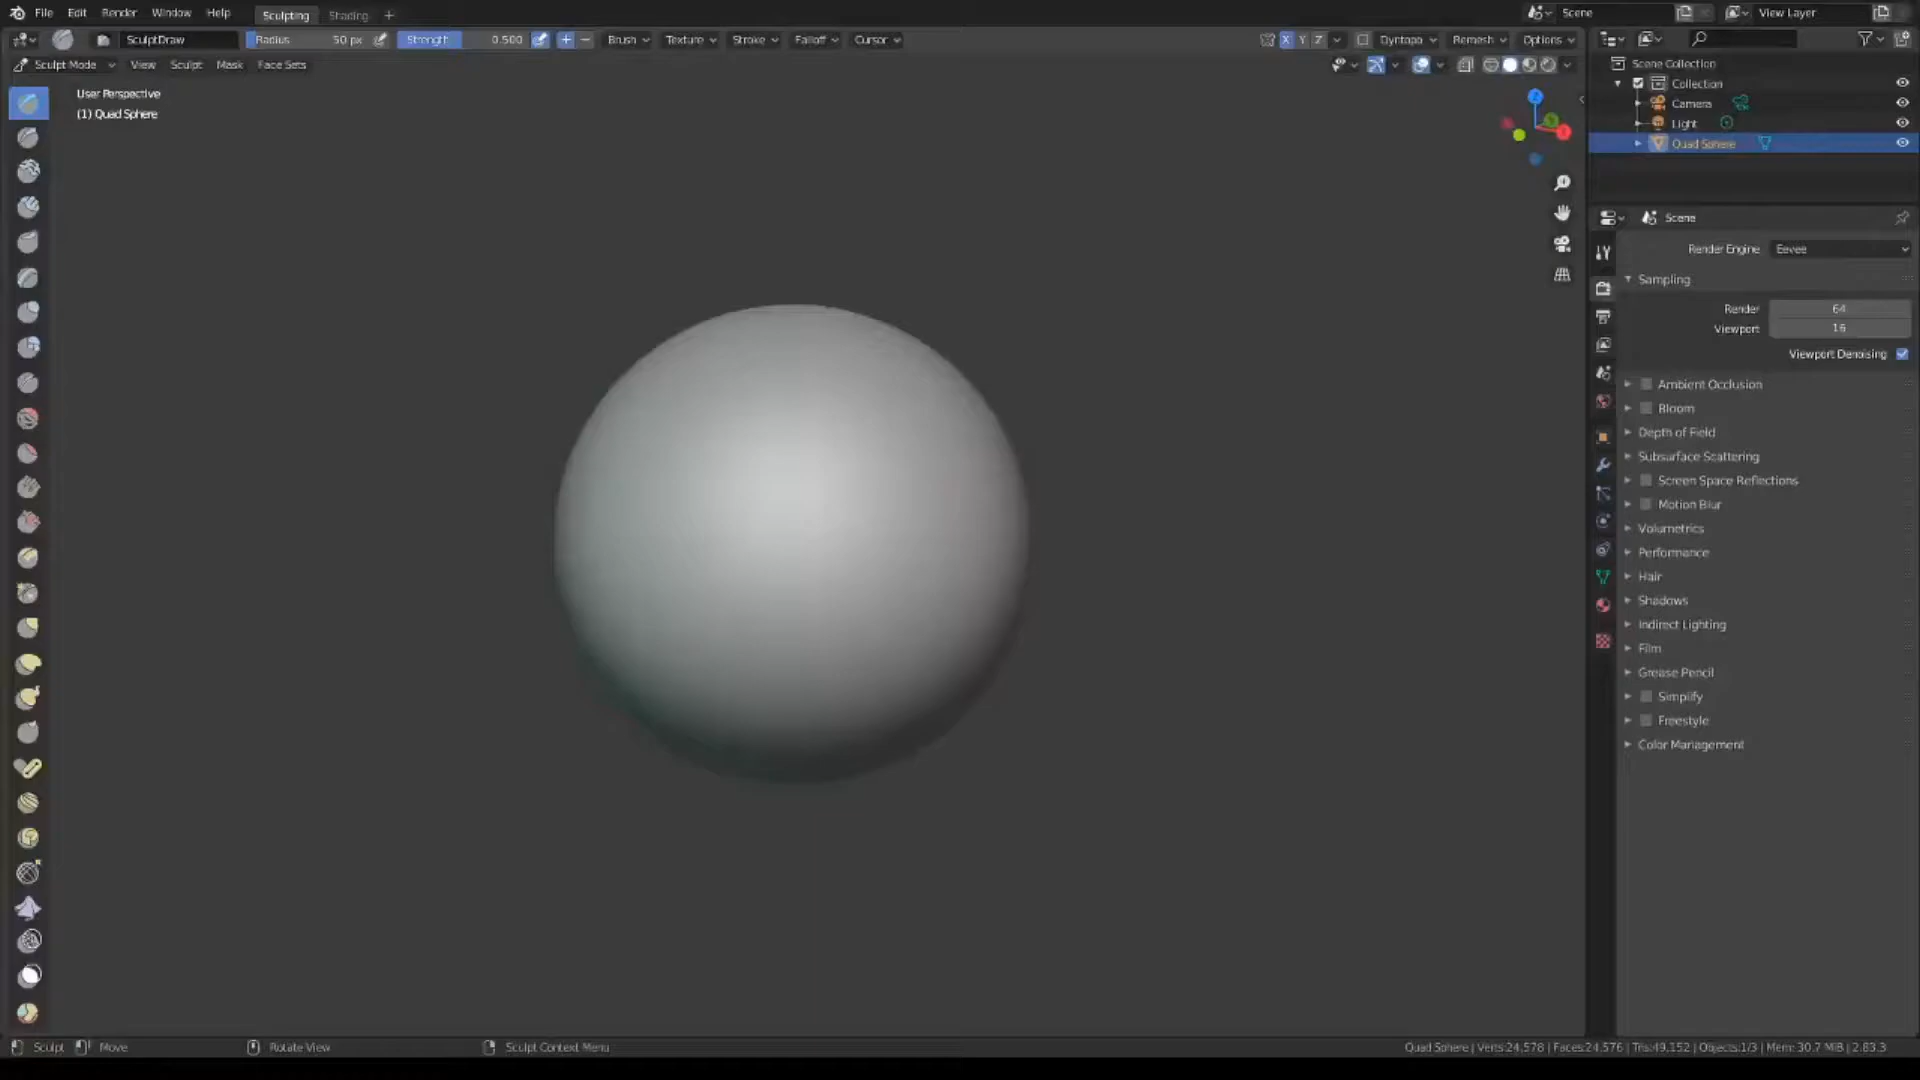 File Edit Render Window Help Sculpting Shading + Scene View Layer
SculptDraw Radius 50 px Strength 0.500 Brush Texture Stroke Falloff Cursor X Y Z Dyntopo Remesh Options
Sculpt Mode View Sculpt Mask Face Sets
User Perspective
(1) Quad Sphere
Z
X
Scene Collection
Collection
Camera
Light
Quad Sphere
Scene
Render Engine Eevee
Sampling
Render 64
Viewport 16
Viewport Denoising
Ambient Occlusion
Bloom
Depth of Field
Subsurface Scattering
Screen Space Reflections
Motion Blur
Volumetrics
Performance
Hair
Shadows
Indirect Lighting
Film
Grease Pencil
Simplify
Freestyle
Color Management
Sculpt Move Rotate View Sculpt Context Menu Quad Sphere | Verts:24,578 | Faces:24,576 | Tris:49,152 | Objects:1/3 | Mem: 30.7 MiB | 2.83.3